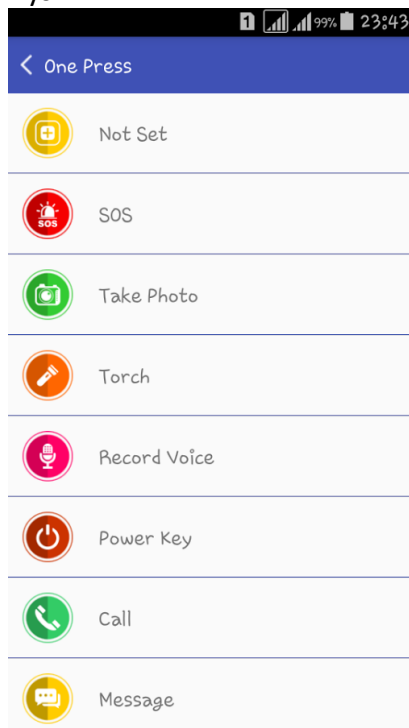 1 99% 23:43
One Press
Not Set
SOS
SOS
Take Photo
Torch
Record Voice
Power Key
Call
Message